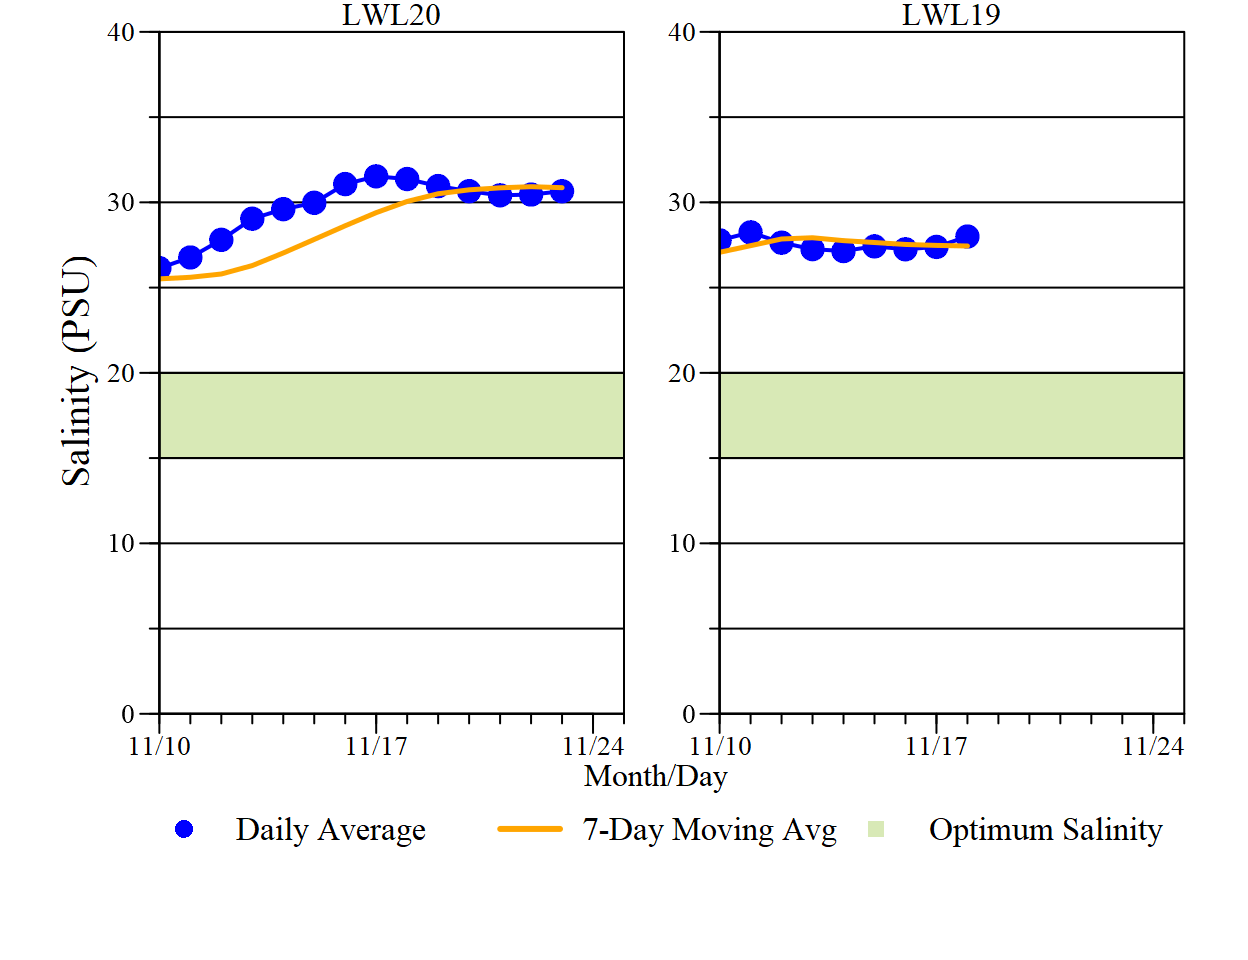 LWL20
LWL19
40
30
20
10
0
40
30
20
10
0
Salinity (PSU)
11/10
11/17
11/24
11/10
11/17
11/24
Month/Day
Daily Average
7-Day Moving Avg
Optimum Salinity